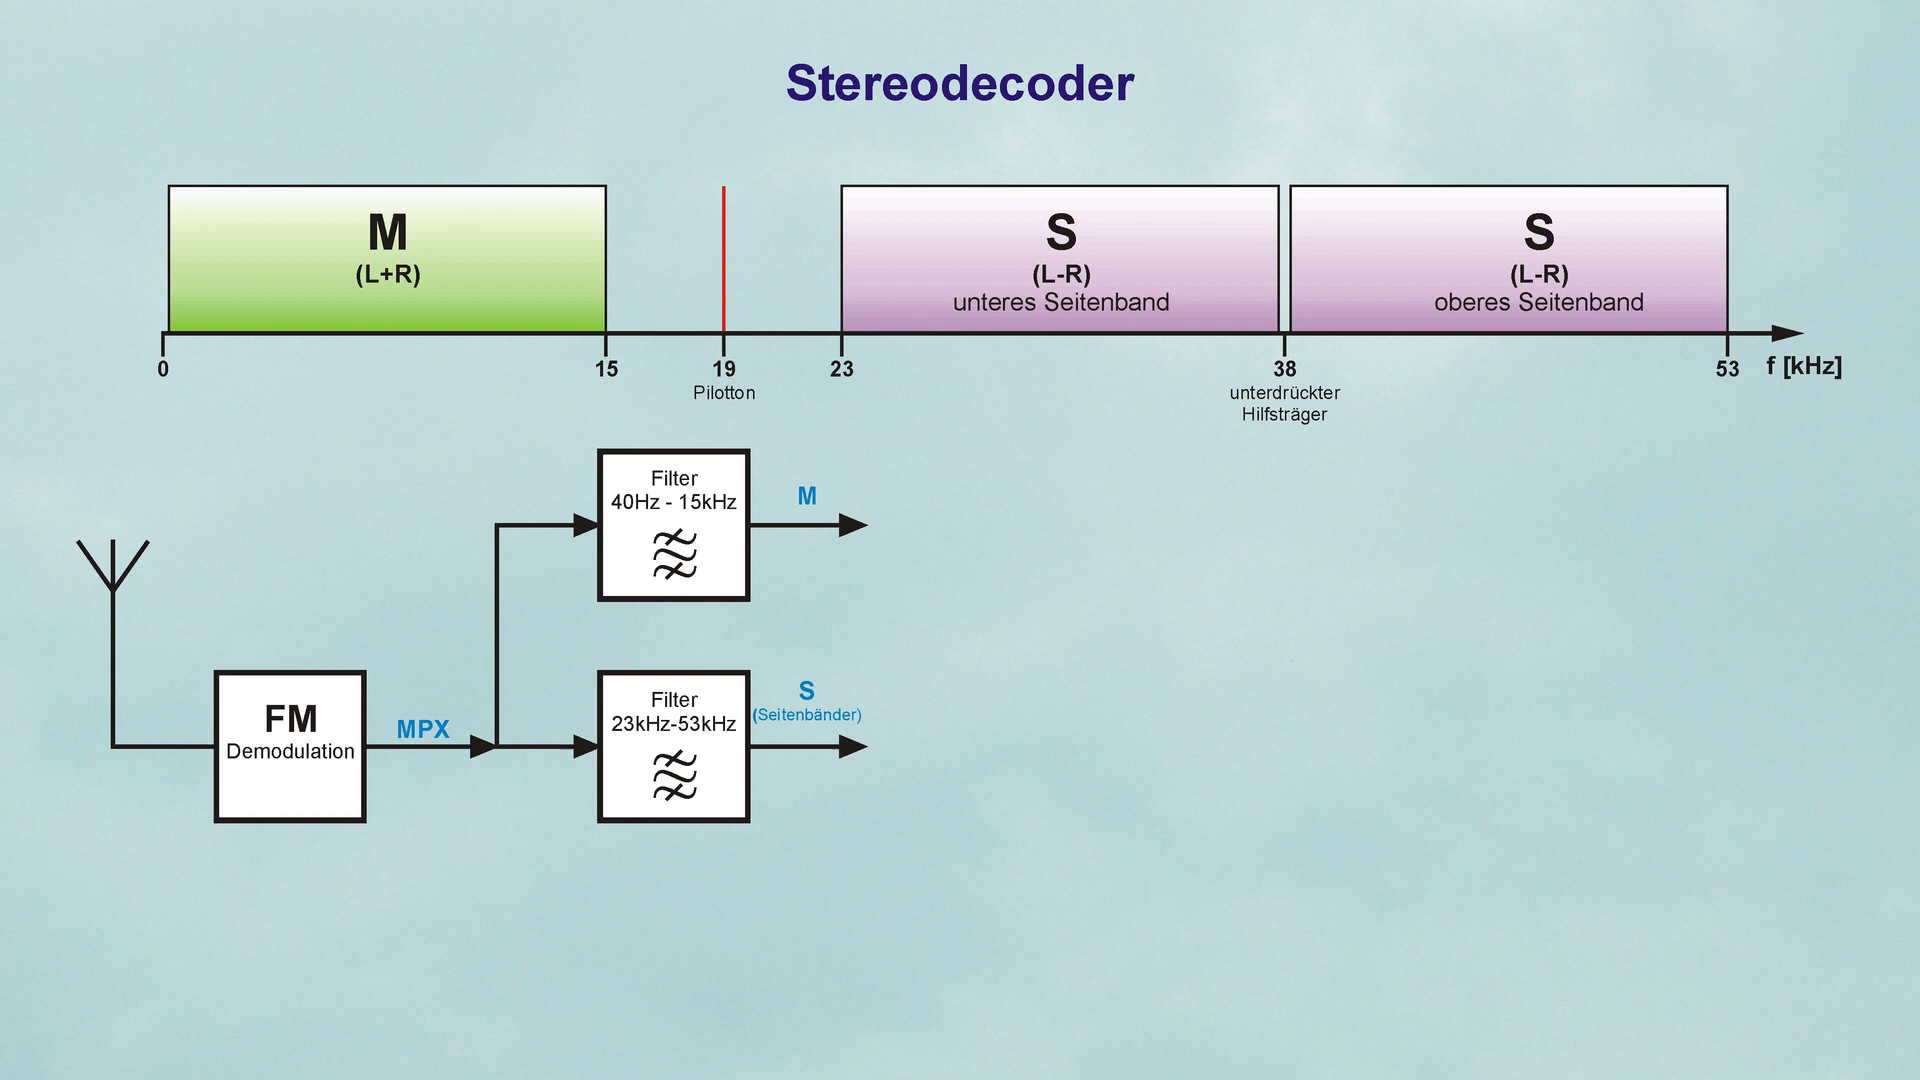 Stereodecoder
M
(L+R)
S
(L-R)
unteres Seitenband
S
(L-R)
oberes Seitenband
0
15
19
Pilotton
23
38
unterdrückter
Hilfsträger
53
f [kHz]
Filter
40Hz - 15kHz
M
FM
Demodulation
MPX
Filter
23kHz-53kHz
S
(Seitenbänder)